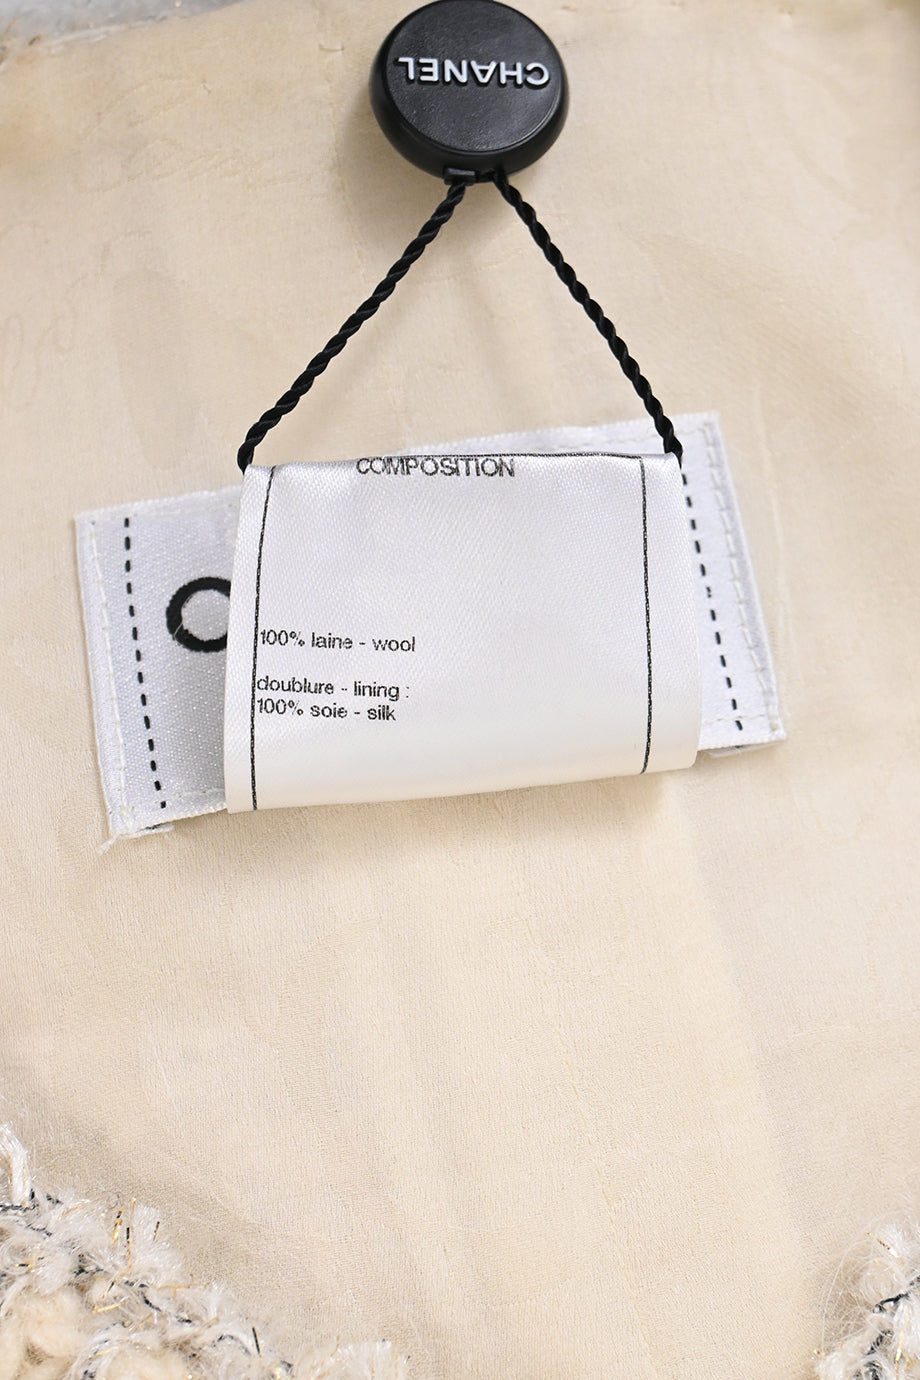 CHANEL
COMPOSITION
100% laine - wool
doublure - lining :
100% soie - silk